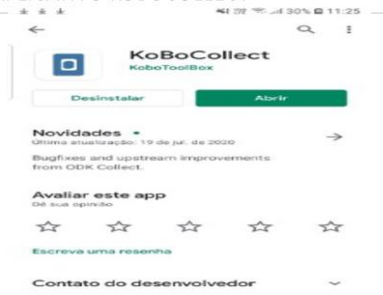 30% 11:25
KoBoCollect
KoboToolBox
Desinstalar
Abrir
Novidades •
Última atualização: 19 de jul. de 2020
Bugfixes and upstream improvements
from ODK Collect.
Avaliar este app
Dê sua opinião
Escreva uma resenha
Contato do desenvolvedor